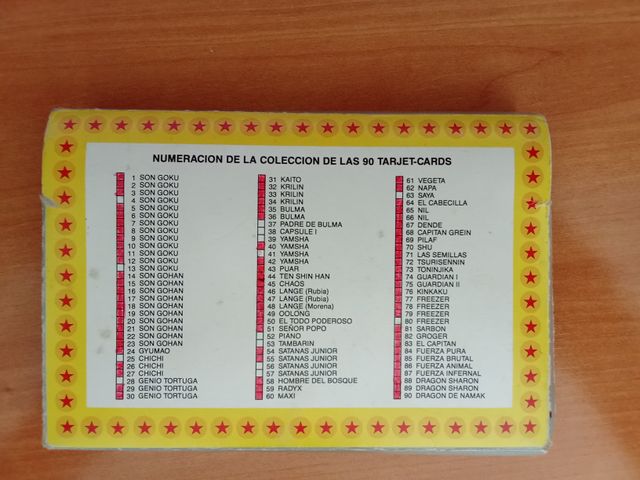 NUMERACION DE LA COLECCION DE LAS 90 TARJET-CARDS
1 SON GOKU
2 SON GOKU
3 SON GOKU
4 SON GOKU
5 SON GOKU
6 SON GOKU
7 SON GOKU
8 SON GOKU
9 SON GOKU
10 SON GOKU
11 SON GOKU
12 SON GOKU
13 SON GOKU
14 SON GOHAN
15 SON GOHAN
16 SON GOHAN
17 SON GOHAN
18 SON GOHAN
19 SON GOHAN
20 SON GOHAN
21 SON GOHAN
22 SON GOHAN
23 SON GOHAN
24 GYUMAO
25 CHICHI
26 CHICHI
27 CHICHI
28 GENIO TORTUGA
29 GENIO TORTUGA
30 GENIO TORTUGA
31 KAITO
32 KRILIN
33 KRILIN
34 KRILIN
35 BULMA
36 BULMA
37 PADRE DE BULMA
38 CAPSULE I
39 YAMSHA
40 YAMSHA
41 YAMSHA
42 YAMSHA
43 PUAR
44 TEN SHIN HAN
45 CHAOS
46 LANGE (Rubia)
47 LANGE (Rubia)
48 LANGE (Morena)
49 OOLONG
50 EL TODO PODEROSO
51 SEÑOR POPO
52 PIANO
53 TAMBARIN
54 SATANAS JUNIOR
55 SATANAS JUNIOR
56 SATANAS JUNIOR
57 SATANAS JUNIOR
58 HOMBRE DEL BOSQUE
59 RADYX
60 MAXI
61 VEGETA
62 NAPA
63 SAYA
64 EL CABECILLA
65 NIL
66 NIL
67 DENDE
68 CAPITAN GREIN
69 PILAF
70 SHU
71 LAS SEMILLAS
72 TSURISENNIN
73 TONINJIKA
74 GUARDIAN I
75 GUARDIAN II
76 KINKAKU
77 FREEZER
78 FREEZER
79 FREEZER
80 FREEZER
81 SARBON
82 GROGER
83 EL CAPITAN
84 FUERZA PURA
85 FUERZA BRUTAL
86 FUERZA ANIMAL
87 FUERZA INFERNAL
88 DRAGON SHARON
89 DRAGON SHARON
90 DRAGON DE NAMAK